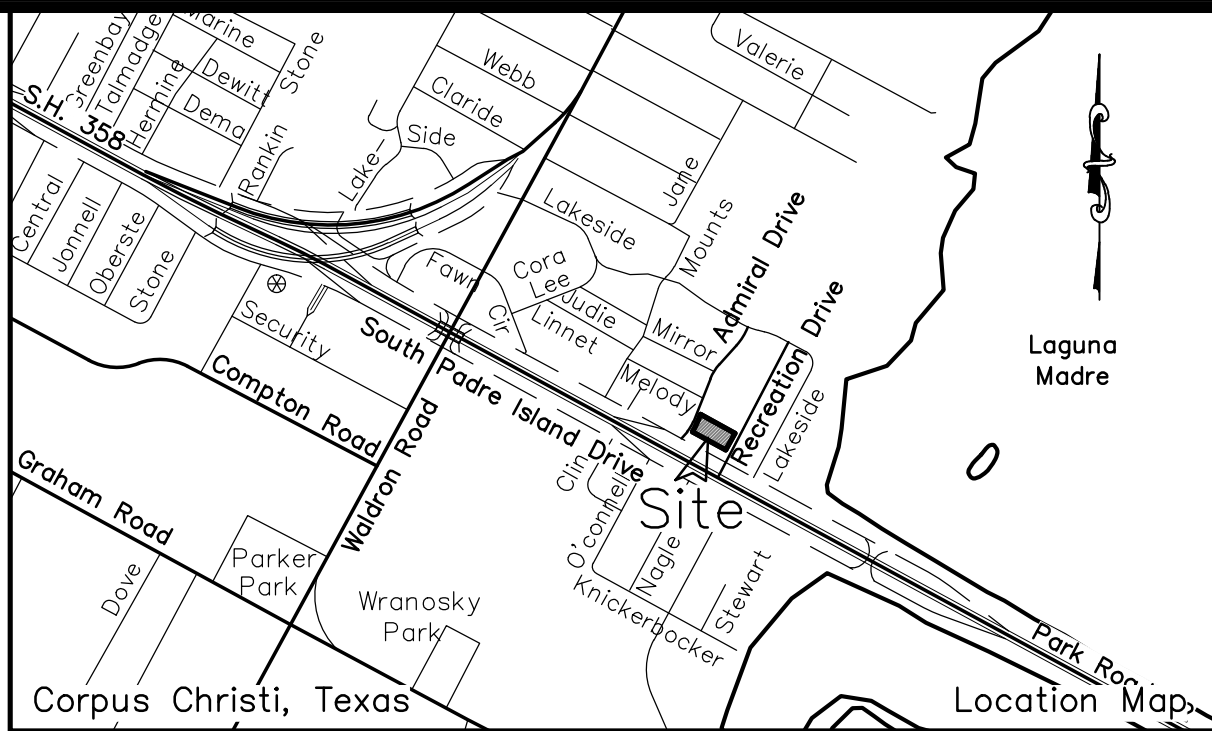 Marine
Greenbay
Talmadge
Hermine
Dewitt
Dema
Stone
Rankin
S.H. 358
Webb
Claride
Side
Lake-
Valerie
Jane
Mounts
Lakeside
Admiral Drive
Recreation Drive
Central
Jonnell
Oberste
Stone
Security
Fawn
Cir
Cora
Lee
Judie
Linnet
Mirror
Melody
Lakeside
Laguna
Madre
South Padre Island Drive
Compton Road
Waldron Road
Graham Road
Site
O'connell
Nagle
Stewart
Knickerbocker
Dove
Parker
Park
Wranosky
Park
Corpus Christi, Texas
Location Map